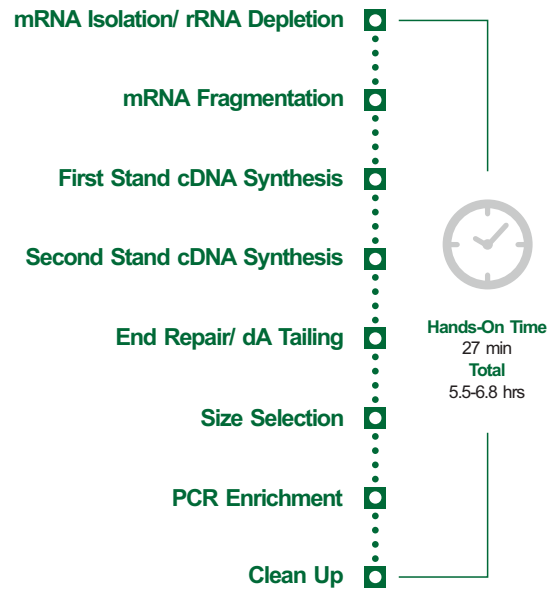 mRNA Isolation/ rRNA Depletion
mRNA Fragmentation
First Stand cDNA Synthesis
Second Stand cDNA Synthesis
End Repair/ dA Tailing
Size Selection
PCR Enrichment
Clean Up
Hands-On Time
27 min
Total
5.5-6.8 hrs